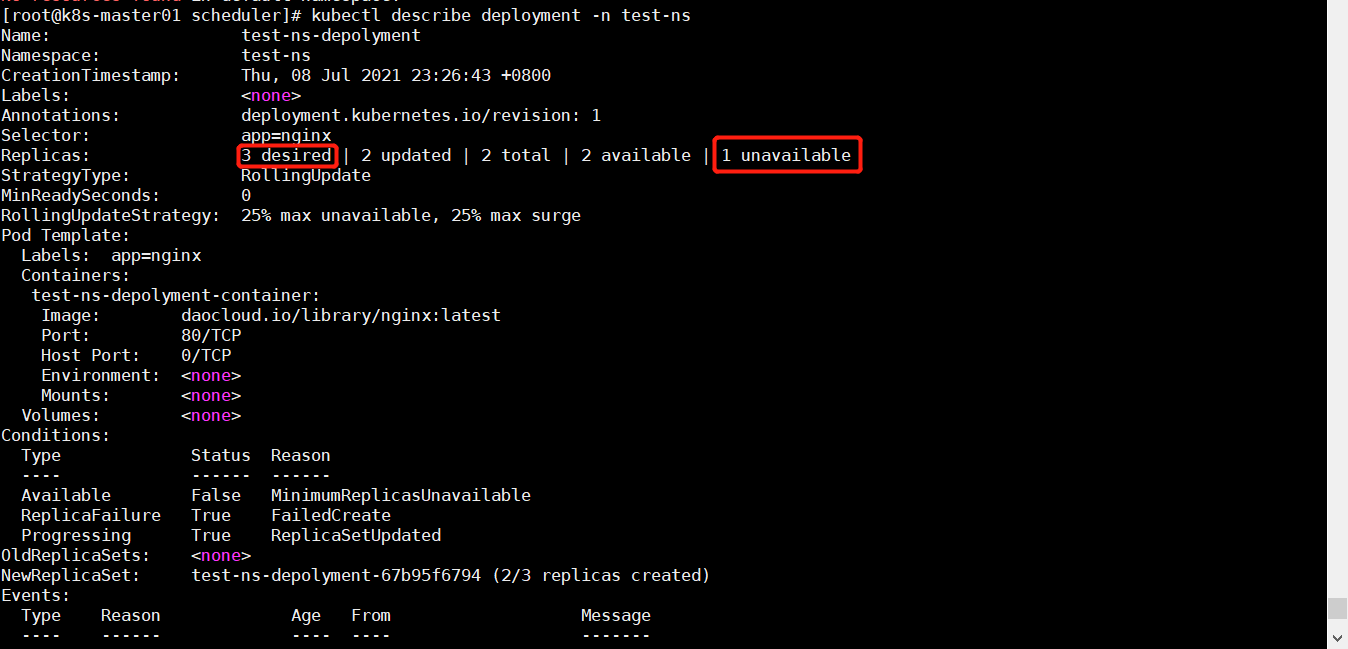 [root@k8s-master01 scheduler]# kubectl describe deployment -n test-ns
Name:                   test-ns-depolyment
Namespace:              test-ns
CreationTimestamp:      Thu, 08 Jul 2021 23:26:43 +0800
Labels:                 <none>
Annotations:            deployment.kubernetes.io/revision: 1
Selector:               app=nginx
Replicas:               3 desired | 2 updated | 2 total | 2 available | 1 unavailable
StrategyType:           RollingUpdate
MinReadySeconds:        0
RollingUpdateStrategy:  25% max unavailable, 25% max surge
Pod Template:
  Labels:  app=nginx
  Containers:
   test-ns-depolyment-container:
    Image:        daocloud.io/library/nginx:latest
    Port:         80/TCP
    Host Port:    0/TCP
    Environment:  <none>
    Mounts:       <none>
  Volumes:        <none>
Conditions:
  Type             Status  Reason
  ----             ------  ------
  Available        False   MinimumReplicasUnavailable
  ReplicaFailure   True    FailedCreate
  Progressing      True    ReplicaSetUpdated
OldReplicaSets:    <none>
NewReplicaSet:     test-ns-depolyment-67b95f6794 (2/3 replicas created)
Events:
  Type    Reason             Age   From                   Message
  ----    ------             ----  ----                   -------